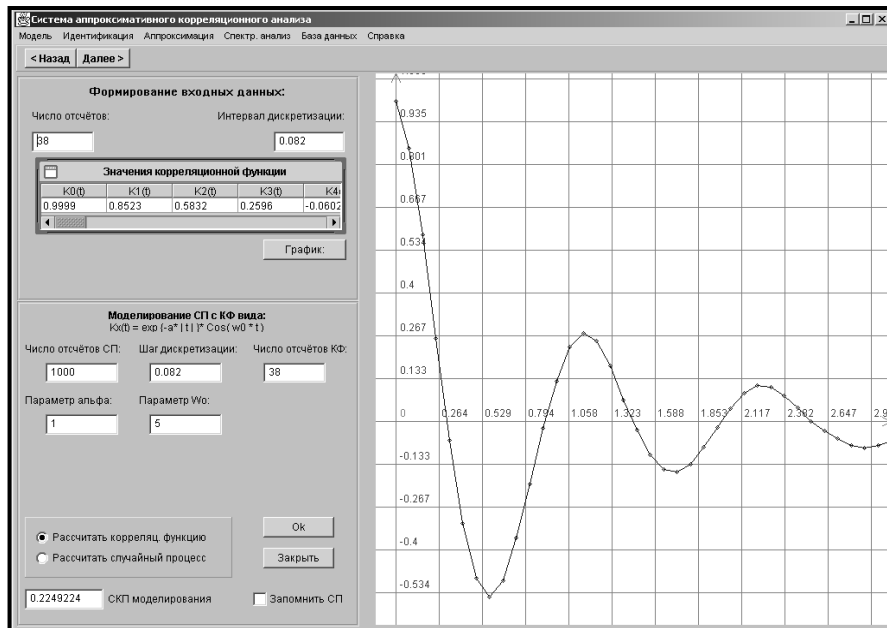 Система аппроксимативного корреляционного анализа
Модель Идентификация Аппроксимация Спектр. анализ База данных Справка
< Назад Далее >
Формирование входных данных:
Число отсчётов: Интервал дискретизации:
38 0.082
Значения корреляционной функции
K0(t) K1(t) K2(t) K3(t)
0.9999 0.8523 0.5832 0.2596 -0.0602
График:
Моделирование СП с КФ вида:
Kx(t) = exp (-a* | t | )* Cos( w0 * t )
Число отсчётов СП: Шаг дискретизации: Число отсчётов КФ:
1000 0.082 38
Параметр альфа: Параметр Wo:
1 5
Рассчитать корреляц. функцию
Рассчитать случайный процесс
Ok
Закрыть
0.2249224 СКП моделирования Запомнить СП
0.935
0.801
0.667
0.534
0.4
0.267
0.133
0 0.264 0.529 0.794 1.058 1.323 1.588 1.853 2.117 2.382 2.647
-0.133
-0.267
-0.4
-0.534